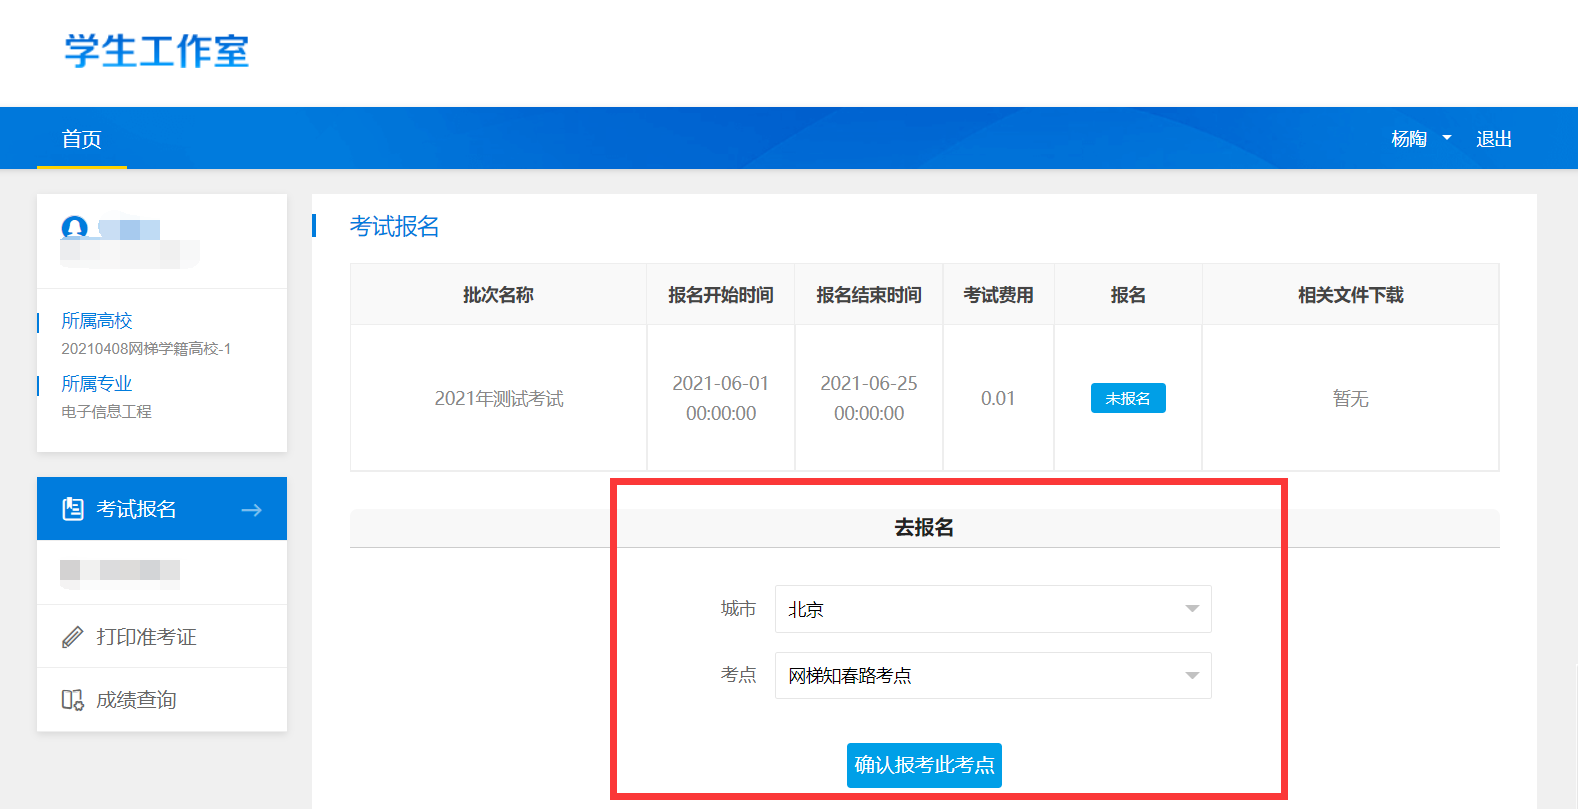 学生工作室
首页
杨陶
退出
所属高校
20210408网梯学籍高校-1
所属专业
电子信息工程
考试报名
打印准考证
成绩查询
考试报名
批次名称
报名开始时间
报名结束时间
考试费用
报名
相关文件下载
2021年测试考试
2021-06-01
00:00:00
2021-06-25
00:00:00
0.01
未报名
暂无
去报名
城市
北京
考点
网梯知春路考点
确认报考此考点